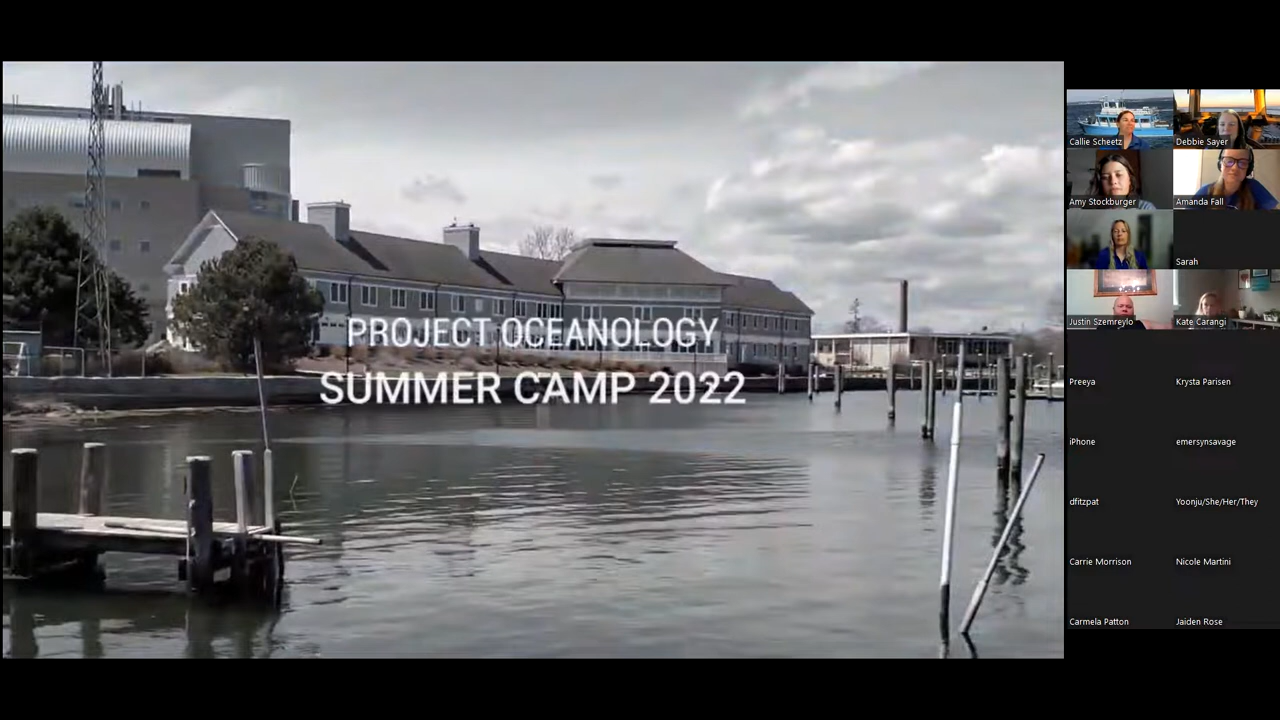 PROJECT OCEANOLOGY
SUMMER CAMP 2022
Callie Scheetz
Debbie Sayer
Amy Stockburger
Amanda Fall
Sarah
Justin Szemreylo
Kate Carangi
Preeya
Krysta Parisen
iPhone
emersynsavage
dfitzpat
Yoonju/She/Her/They
Carrie Morrison
Nicole Martini
Carmela Patton
Jaiden Rose